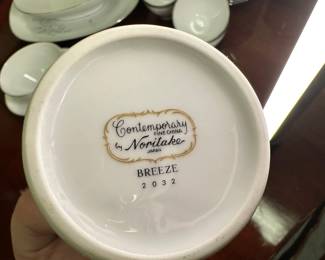 Contemporary
FINE CHINA
by Noritake
JAPAN
BREEZE
2032